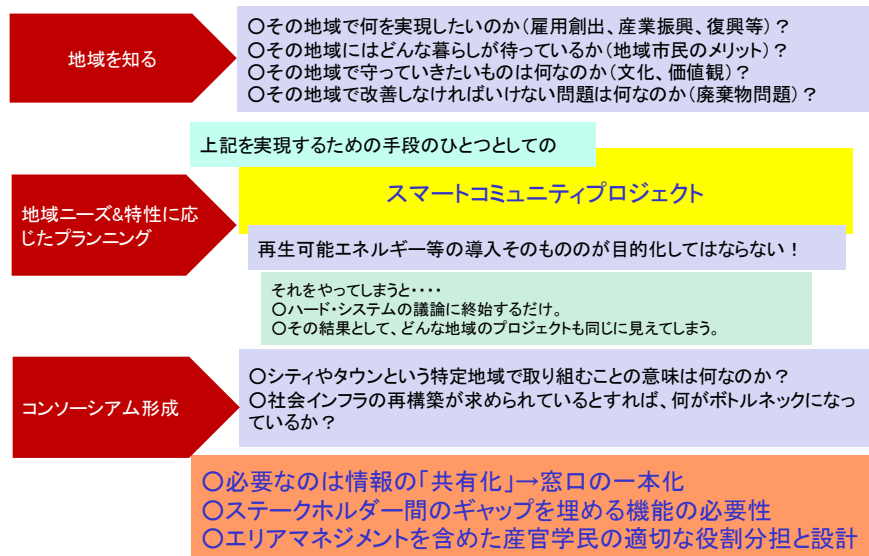 地域を知る
○その地域で何を実現したいのか(雇用創出、産業振興、復興等)?
○その地域にはどんな暮らしが待っているか(地域市民のメリット)?
○その地域で守っていきたいものは何なのか(文化、価値観)?
○その地域で改善しなければいけない問題は何なのか(廃棄物問題)?
上記を実現するための手段のひとつとしての
地域ニーズ&特性に応
じたプランニング
スマートコミュニティプロジェクト
再生可能エネルギー等の導入そのもののが目的化してはならない!
それをやってしまうと・・・・
○ハード・システムの議論に終始するだけ。
○その結果として、どんな地域のプロジェクトも同じに見えてしまう。
コンソーシアム形成
○シティやタウンという特定地域で取り組むことの意味は何なのか?
○社会インフラの再構築が求められているとすれば、何がボトルネックになっ
ているか?
○必要なのは情報の「共有化」→窓口の一本化
○ステークホルダー間のギャップを埋める機能の必要性
○エリアマネジメントを含めた産官学民の適切な役割分担と設計